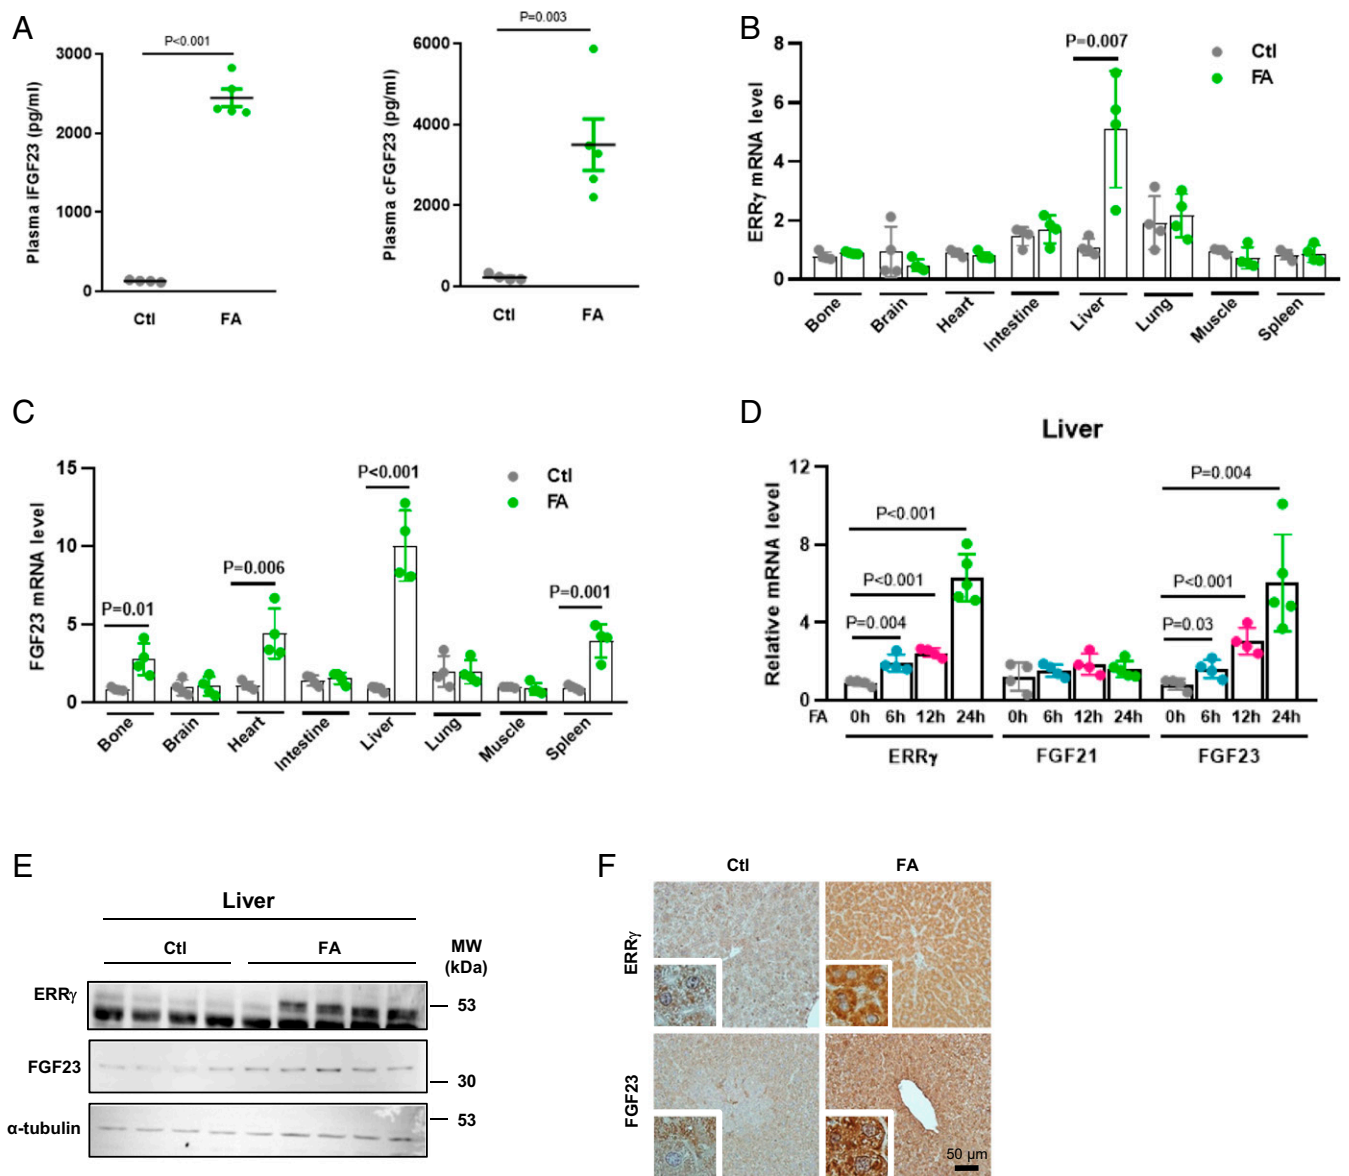 A
P<0.001
Plasma iFGF23 (pg/ml)
3000
2000
1000
0
Ctl
FA
P=0.003
Plasma cFGF23 (pg/ml)
6000
4000
2000
0
Ctl
FA
B
ERRγ mRNA level
8
6
4
2
0
P=0.007
Ctl
FA
Bone
Brain
Heart
Intestine
Liver
Lung
Muscle
Spleen
C
FGF23 mRNA level
15
10
5
0
P=0.01
P=0.006
P<0.001
P=0.001
Ctl
FA
Bone
Brain
Heart
Intestine
Liver
Lung
Muscle
Spleen
D
Liver
Relative mRNA level
12
8
4
0
P<0.001
P<0.001
P=0.004
P=0.004
P<0.001
P=0.03
FA 0h 6h 12h 24h 0h 6h 12h 24h 0h 6h 12h 24h
ERRγ FGF21 FGF23
E
Liver
Ctl FA MW
(kDa)
ERRγ 53
FGF23
30
53
α-tubulin
F
Ctl FA
ERRγ
FGF23
50 μm